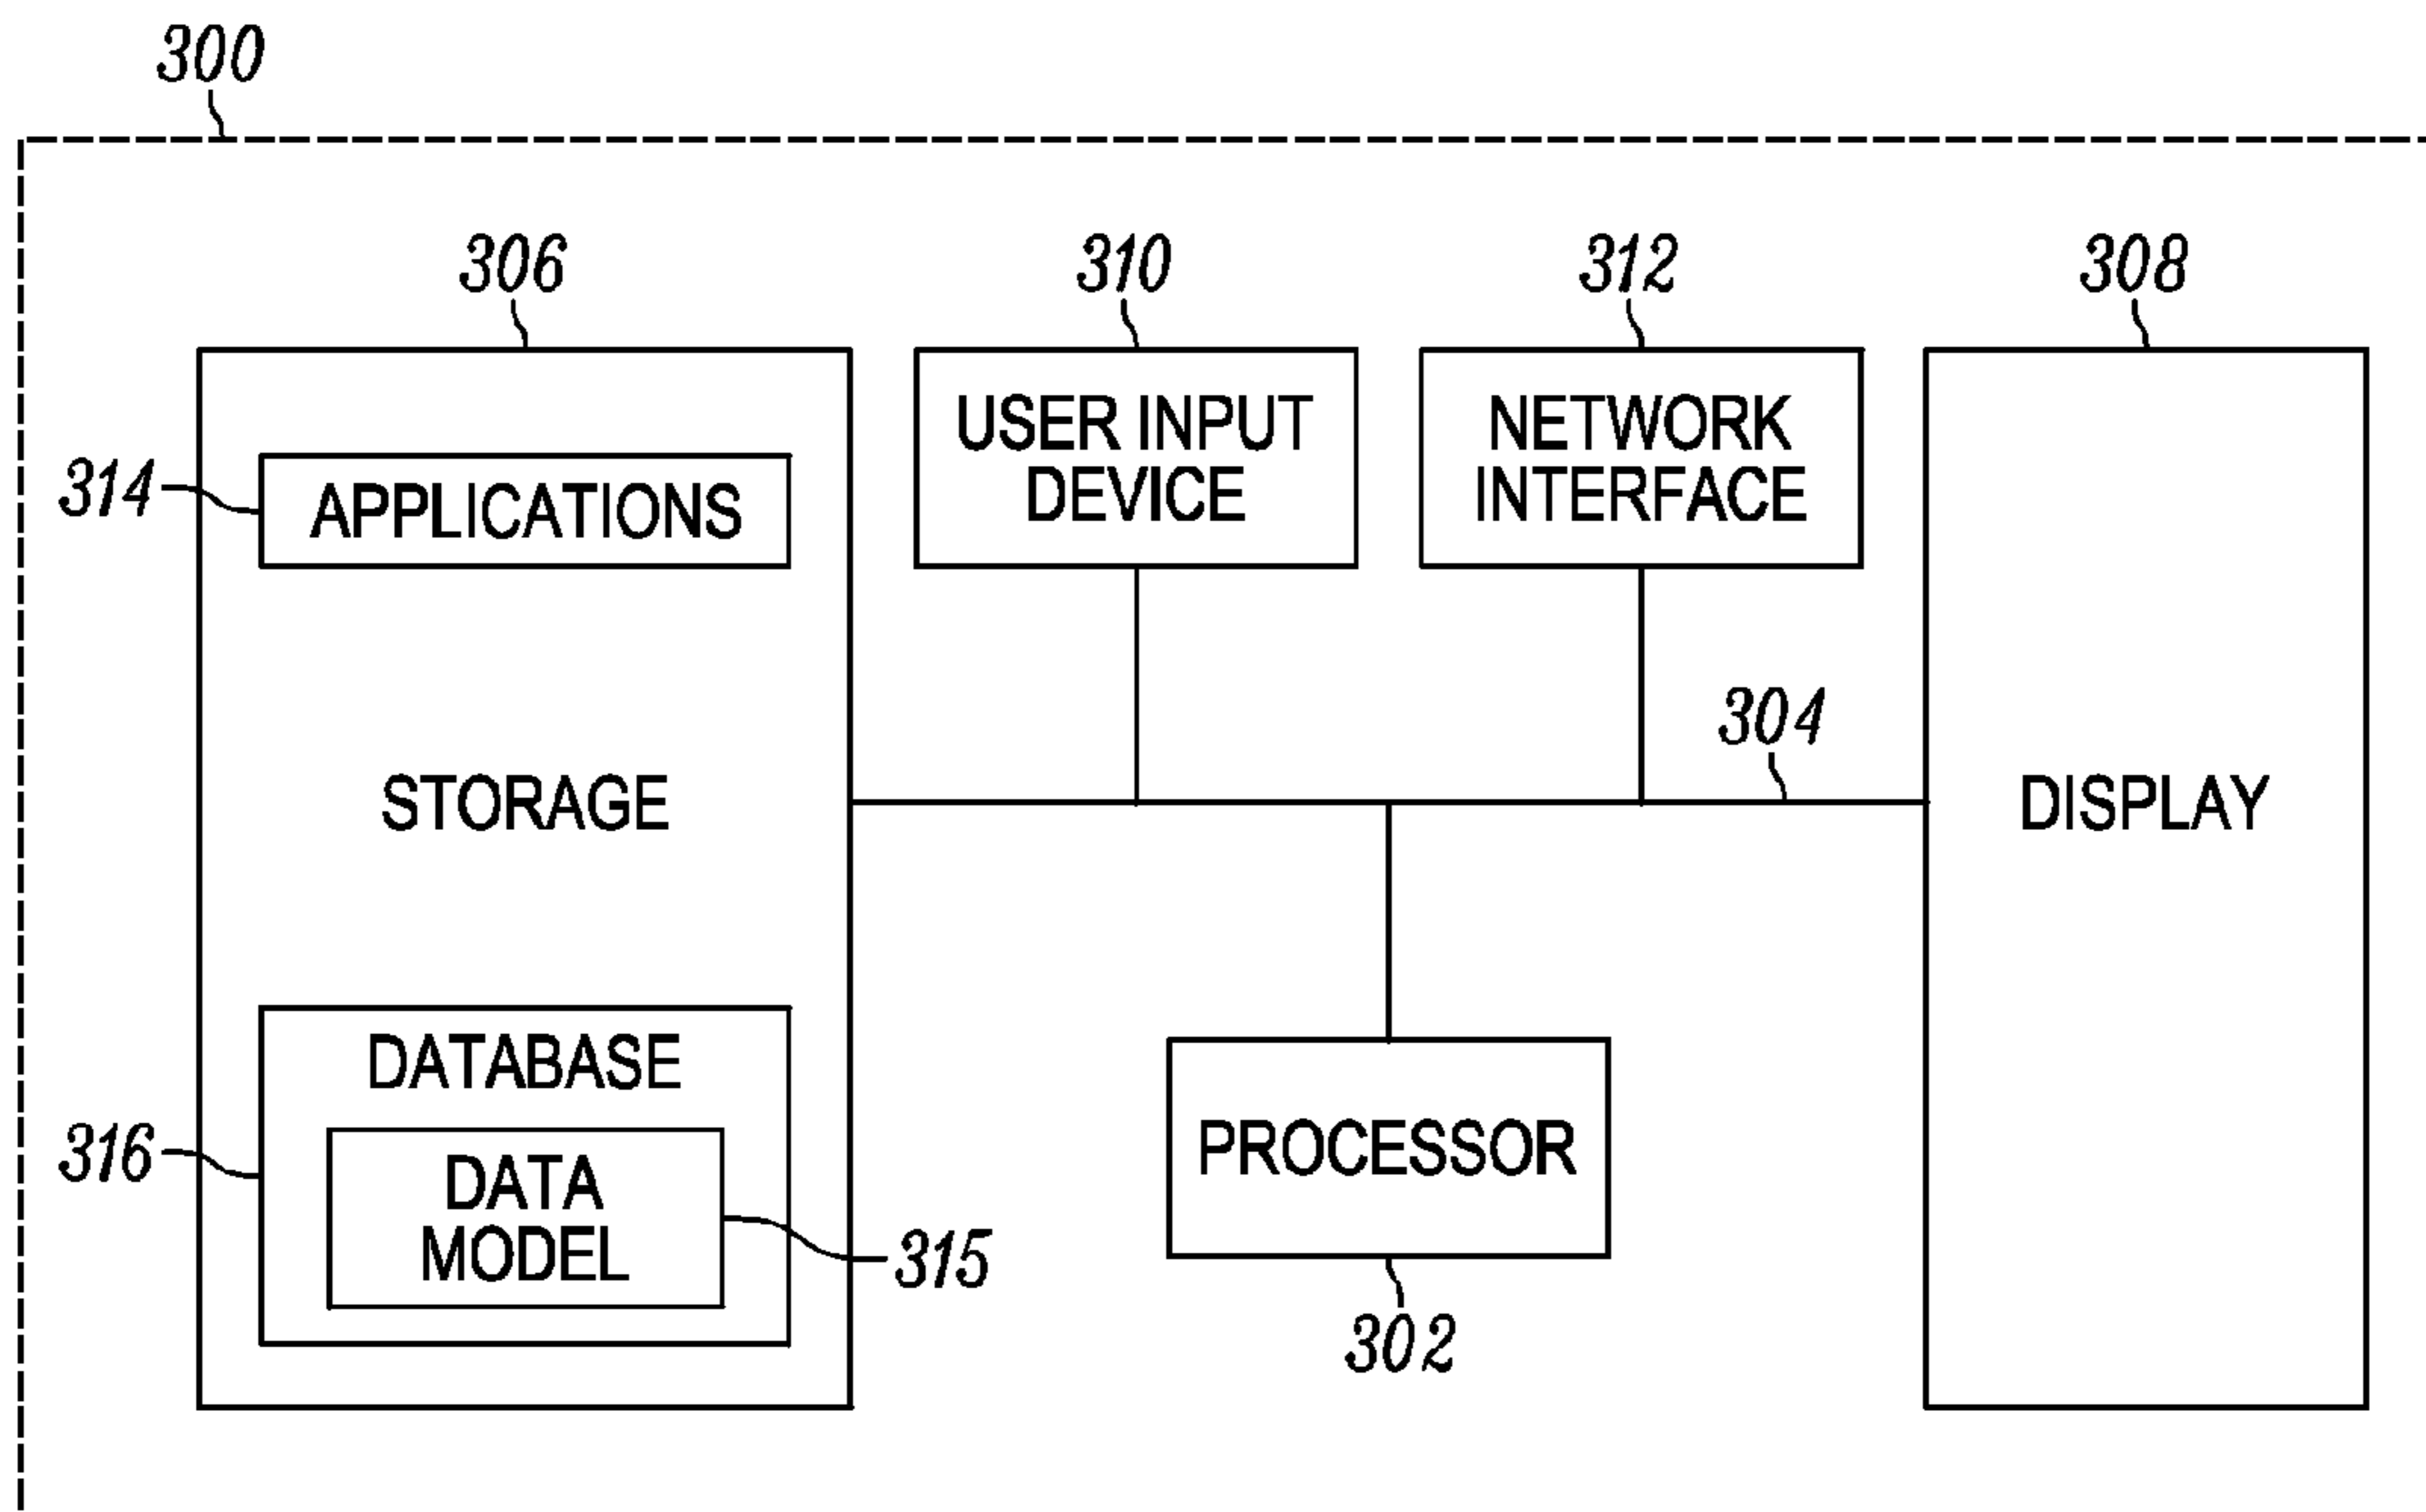 300
306
310
312
308
314
APPLICATIONS
USER INPUT
DEVICE
NETWORK
INTERFACE
304
STORAGE
DISPLAY
DATABASE
316
DATA
MODEL
315
PROCESSOR
302